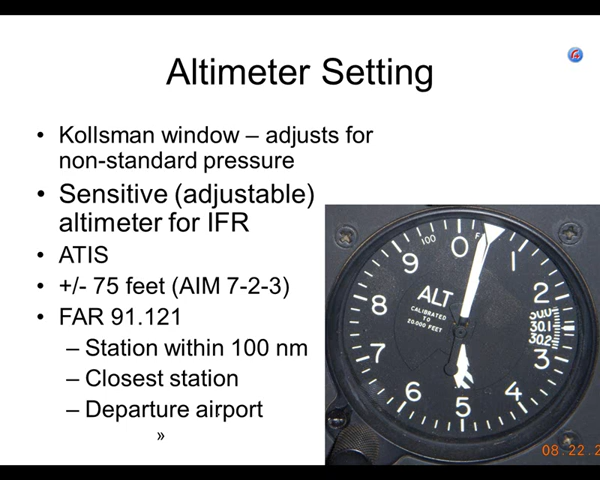 Altimeter Setting
• Kollsman window – adjusts for
non-standard pressure
• Sensitive (adjustable)
altimeter for IFR
• ATIS
• +/- 75 feet (AIM 7-2-3)
• FAR 91.121
– Station within 100 nm
– Closest station
– Departure airport
»
100
0
1
2
3
4
5
6
7
8
9
ALT
CALIBRATED
TO
20,000 FEET
30.1
30.2
08.22.2